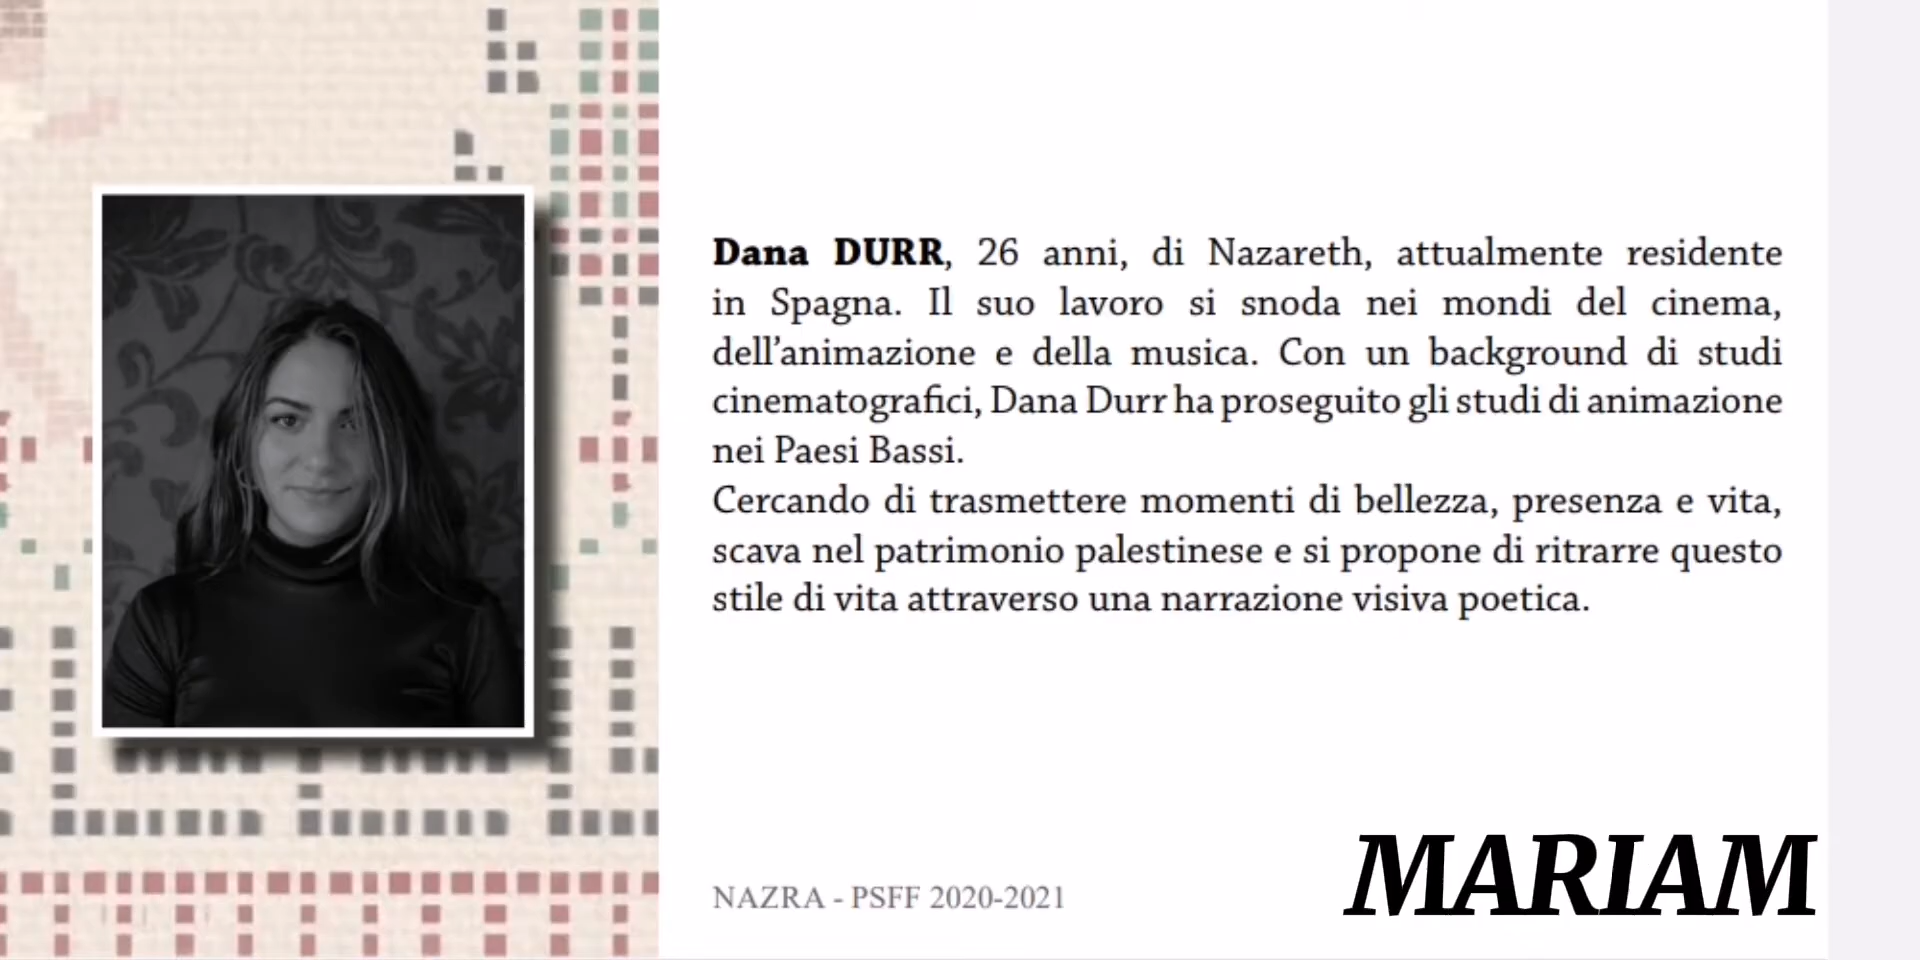 Dana DURR, 26 anni, di Nazareth, attualmente residente
in Spagna. Il suo lavoro si snoda nei mondi del cinema,
dell’animazione e della musica. Con un background di studi
cinematografici, Dana Durr ha proseguito gli studi di animazione
nei Paesi Bassi.
Cercando di trasmettere momenti di bellezza, presenza e vita,
scava nel patrimonio palestinese e si propone di ritrarre questo
stile di vita attraverso una narrazione visiva poetica.
NAZRA - PSFF 2020-2021
MARIAM